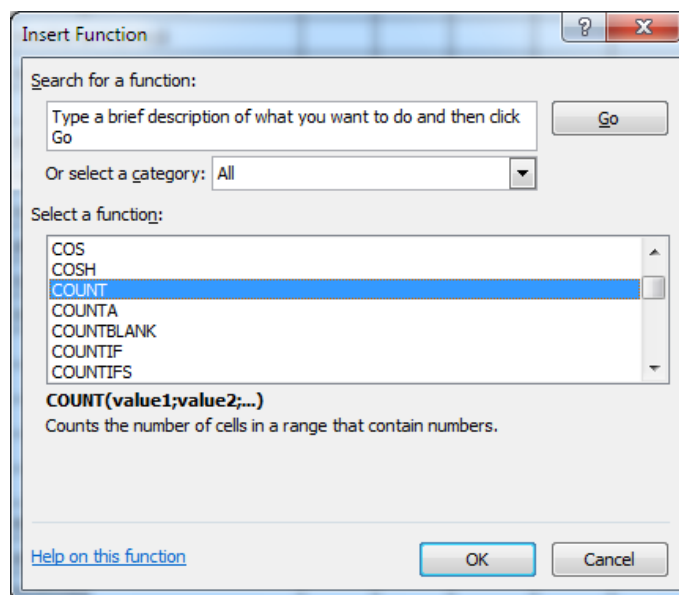 Insert Function
Search for a function:
Type a brief description of what you want to do and then click
Go
Go
Or select a category: All
Select a function:
COS
COSH
COUNT
COUNTA
COUNTBLANK
COUNTIF
COUNTIFS
COUNT(value1;value2;...)
Counts the number of cells in a range that contain numbers.
Help on this function
OK
Cancel